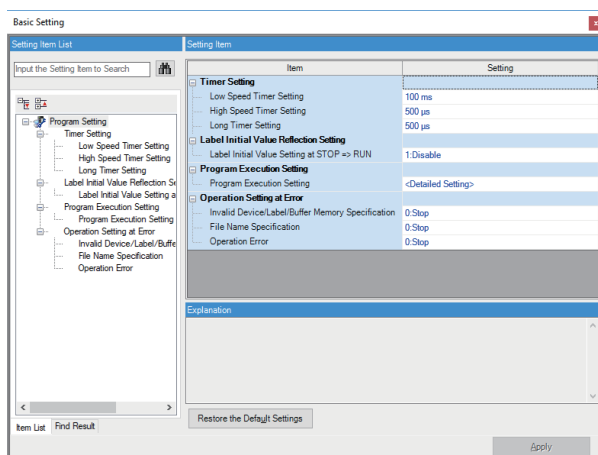 Basic Setting
x
Setting Item List
Input the Setting Item to Search
Program Setting
Timer Setting
Low Speed Timer Setting
High Speed Timer Setting
Long Timer Setting
Label Initial Value Reflection Se
Label Initial Value Setting a
Program Execution Setting
Program Execution Setting
Operation Setting at Error
Invalid Device/Label/Buffe
File Name Specification
Operation Error
Item List Find Result
Setting Item
Item Setting
Timer Setting
Low Speed Timer Setting 100 ms
High Speed Timer Setting 500 µs
Long Timer Setting 500 µs
Label Initial Value Reflection Setting
Label Initial Value Setting at STOP => RUN 1:Disable
Program Execution Setting
Program Execution Setting <Detailed Setting>
Operation Setting at Error
Invalid Device/Label/Buffer Memory Specification 0:Stop
File Name Specification 0:Stop
Operation Error 0:Stop
Explanation
Restore the Default Settings
Apply